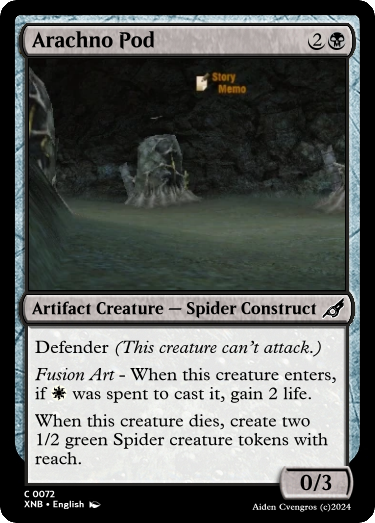 Arachno Pod 2
Story
Memo
Artifact Creature — Spider Construct
Defender (This creature can't attack.)
Fusion Art - When this creature enters,
if was spent to cast it, gain 2 life.
When this creature dies, create two
1/2 green Spider creature tokens with
reach.
0/3
C 0072
XNB • English
Aiden Cvengros (c)2024